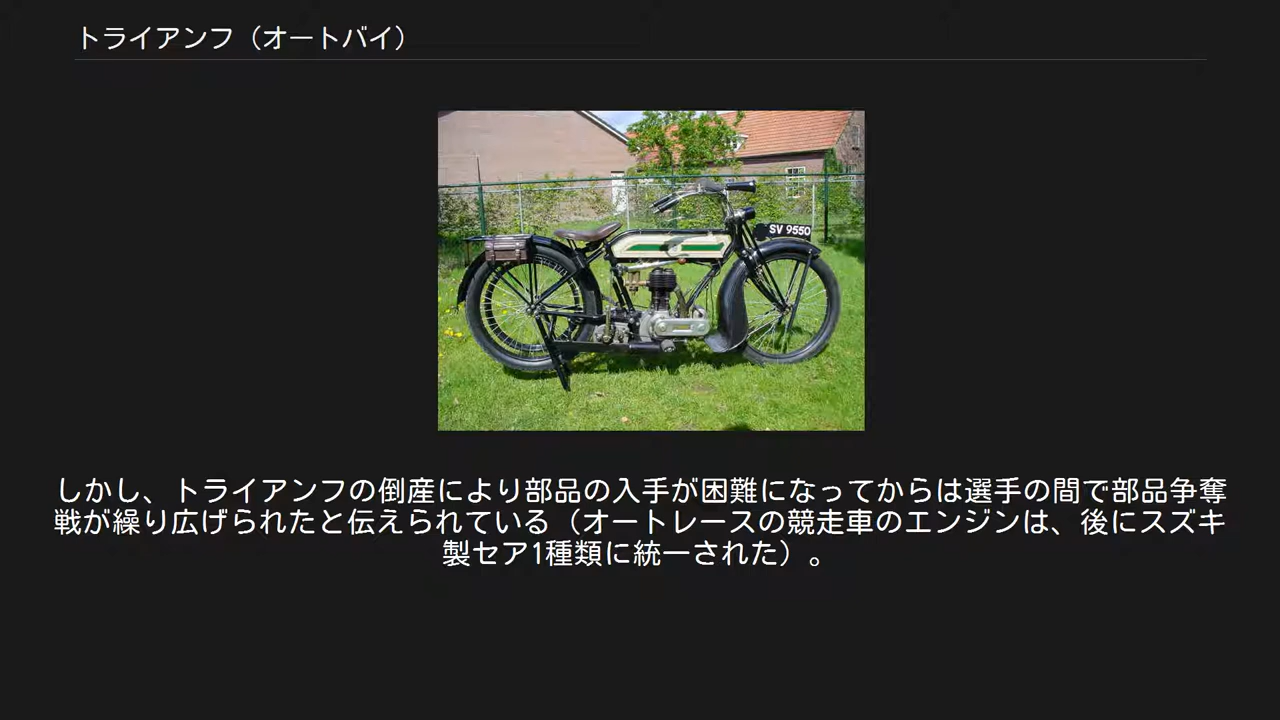 トライアンフ（オートバイ）
SV 9550
しかし、トライアンフの倒産により部品の入手が困難になってからは選手の間で部品争奪
戦が繰り広げられたと伝えられている（オートレースの競走車のエンジンは、後にスズキ
製セア1種類に統一された）。